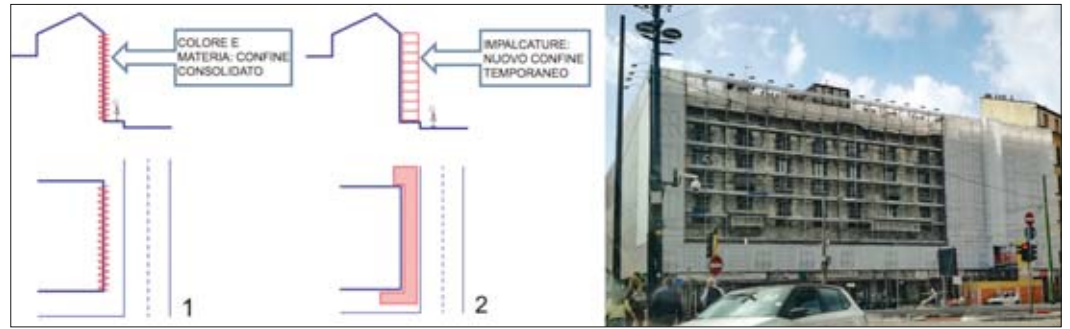 COLORE E
MATERIA: CONFINE
CONSOLIDATO
IMPALCATURE:
NUOVO CONFINE
TEMPORANEO
1
2